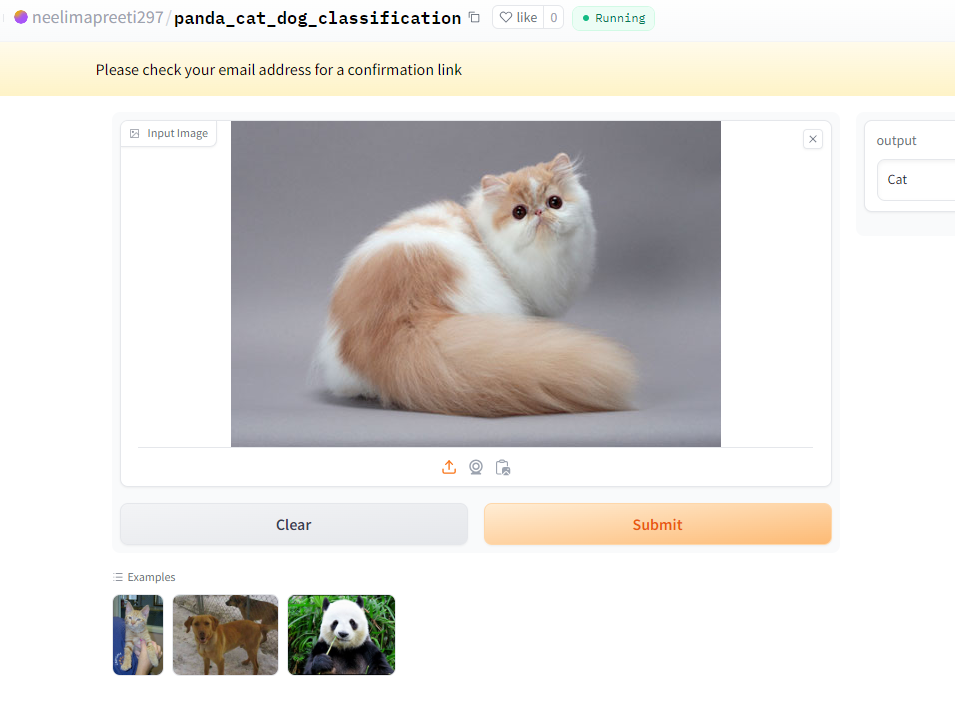 neelimapreeti297/panda_cat_dog_classification like 0 Running
Please check your email address for a confirmation link
Input Image
output
Cat
Clear
Submit
Examples